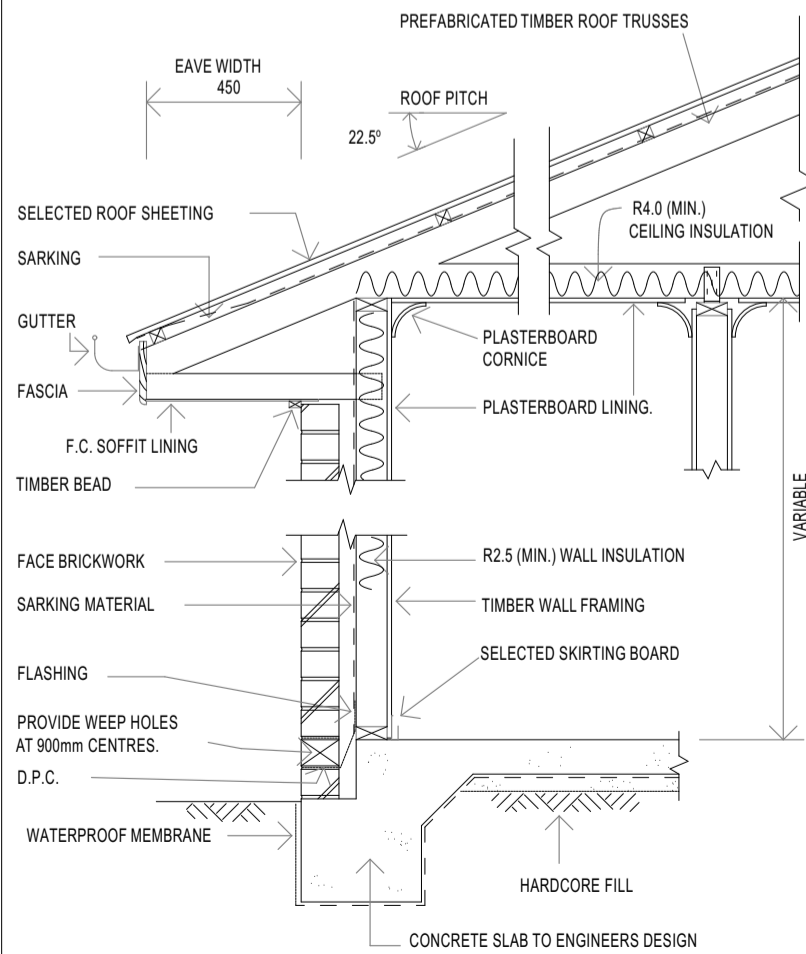 PREFABRICATED TIMBER ROOF TRUSSES
EAVE WIDTH
450
ROOF PITCH
22.5º
SELECTED ROOF SHEETING
R4.0 (MIN.)
CEILING INSULATION
SARKING
GUTTER
PLASTERBOARD
CORNICE
FASCIA
PLASTERBOARD LINING.
F.C. SOFFIT LINING
TIMBER BEAD
VARIABLE
FACE BRICKWORK
R2.5 (MIN.) WALL INSULATION
SARKING MATERIAL
TIMBER WALL FRAMING
SELECTED SKIRTING BOARD
FLASHING
PROVIDE WEEP HOLES
AT 900mm CENTRES.
D.P.C.
WATERPROOF MEMBRANE
HARDCORE FILL
CONCRETE SLAB TO ENGINEERS DESIGN